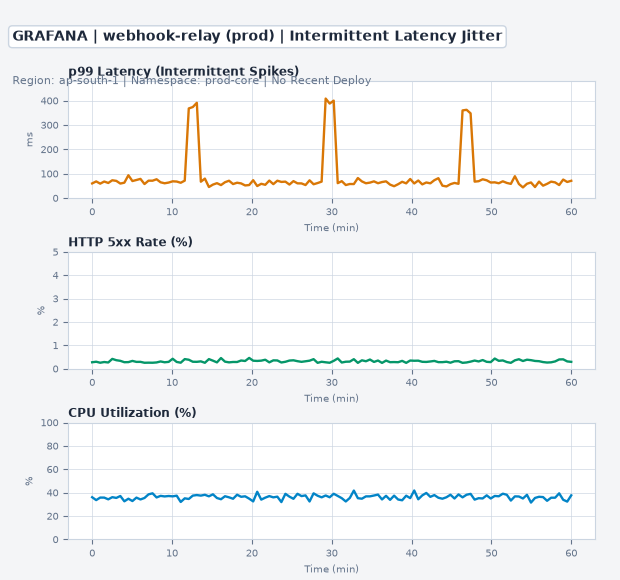 GRAFANA | webhook-relay (prod) | Intermittent Latency Jitter
p99 Latency (Intermittent Spikes)
Region: ap-south-1 | Namespace: prod-core | No Recent Deploy
400
300
200
100
0
ms
0 10 20 30 40 50 60
Time (min)
HTTP 5xx Rate (%)
5
4
3
2
1
0
%
0 10 20 30 40 50 60
Time (min)
CPU Utilization (%)
100
80
60
40
20
0
%
0 10 20 30 40 50 60
Time (min)